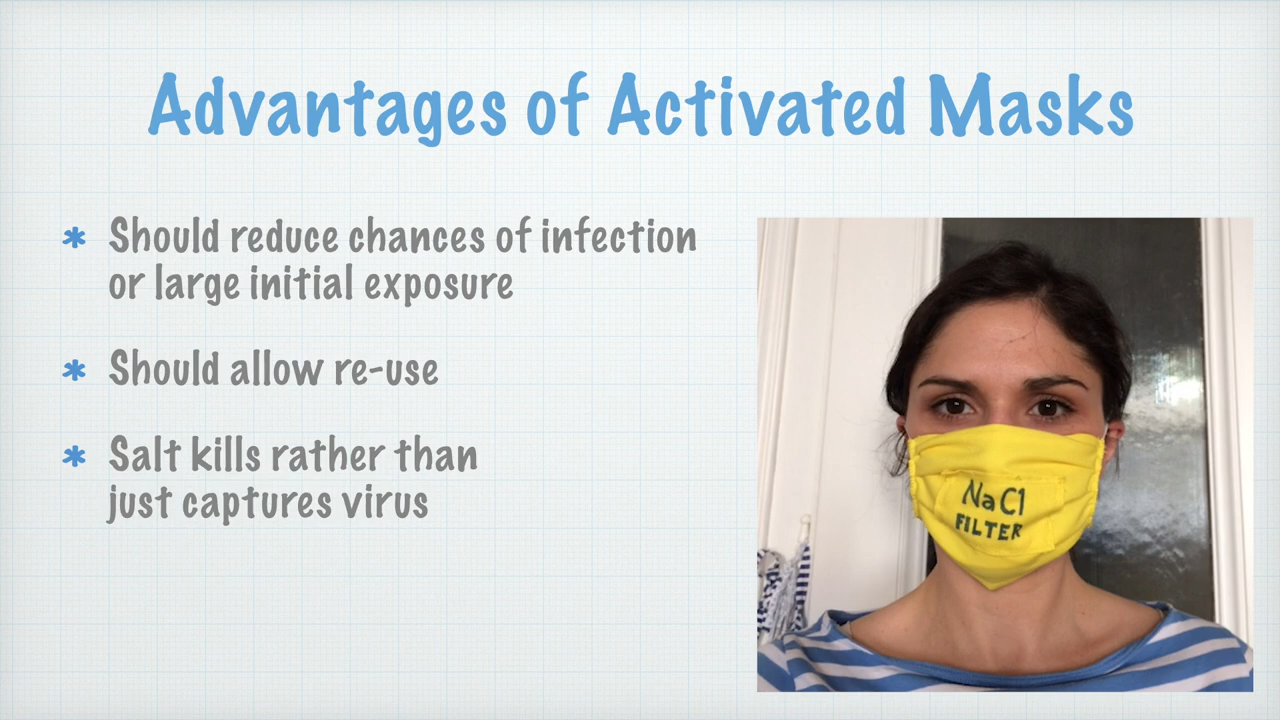 Advantages of Activated Masks
* Should reduce chances of infection
or large initial exposure
* Should allow re-use
* Salt kills rather than
just captures virus
NaCl
FILTER